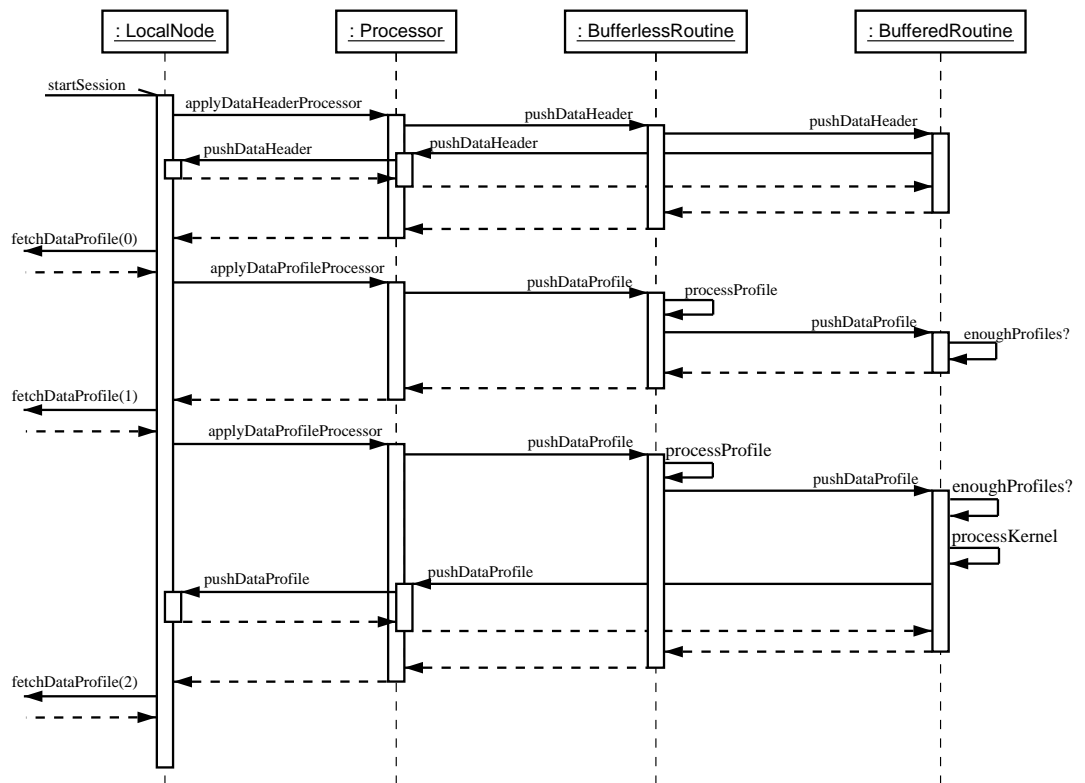 : LocalNode
: Processor
: BufferlessRoutine
: BufferedRoutine
startSession
applyDataHeaderProcessor
pushDataHeader
pushDataHeader
pushDataHeader
pushDataHeader
fetchDataProfile(0)
applyDataProfileProcessor
pushDataProfile
processProfile
pushDataProfile
enoughProfiles?
fetchDataProfile(1)
applyDataProfileProcessor
pushDataProfile
processProfile
pushDataProfile
enoughProfiles?
processKernel
pushDataProfile
pushDataProfile
fetchDataProfile(2)